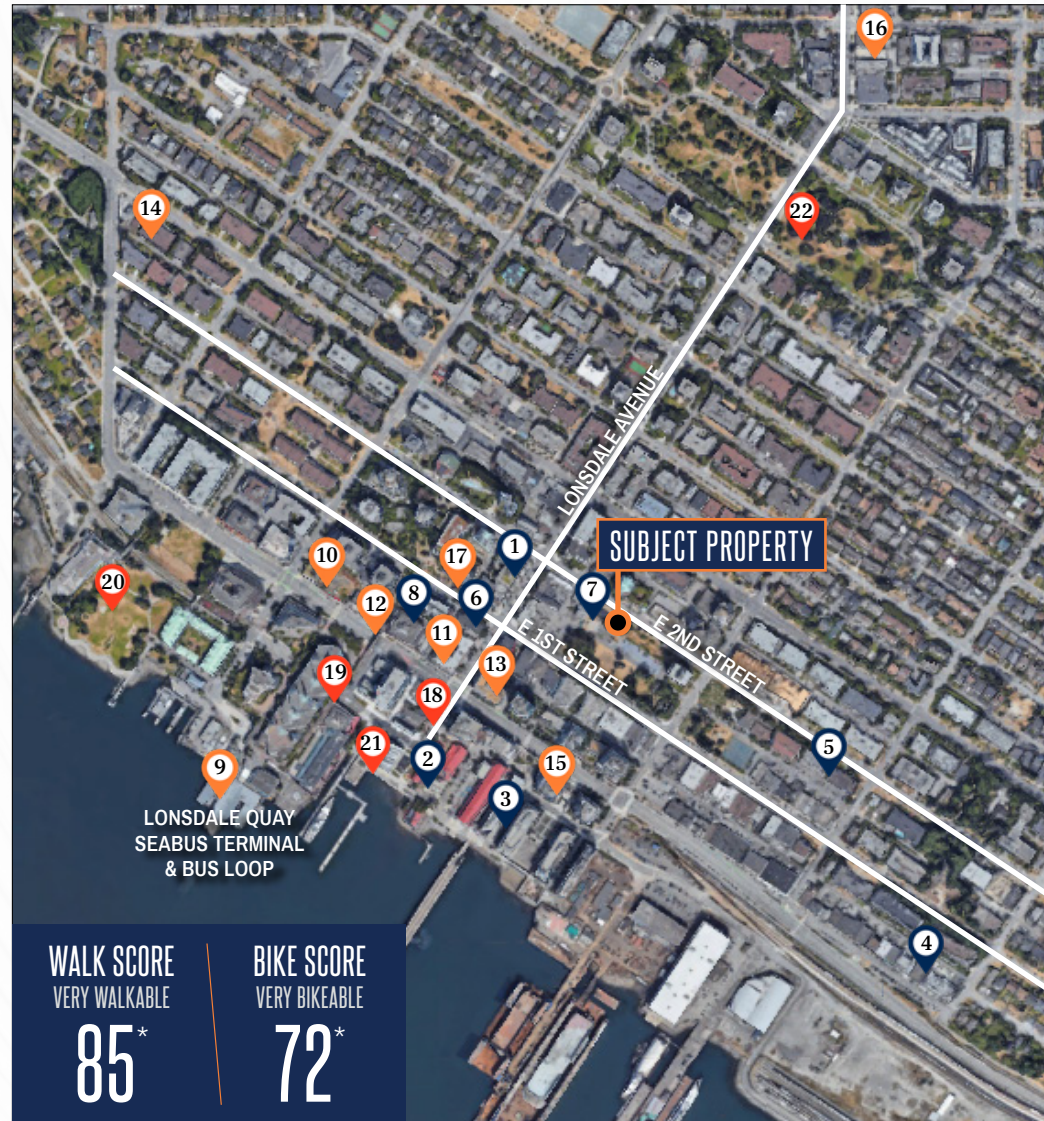 16
14
22
LONSDALE AVENUE
SUBJECT PROPERTY
1
17
10
7
20
8
6
12
11
E 2ND STREET
E 1ST STREET
13
19
18
21
5
2
15
9
3
LONSDALE QUAY
SEABUS TERMINAL
& BUS LOOP
4
WALK SCORE
VERY WALKABLE
85*
BIKE SCORE
VERY BIKEABLE
72*